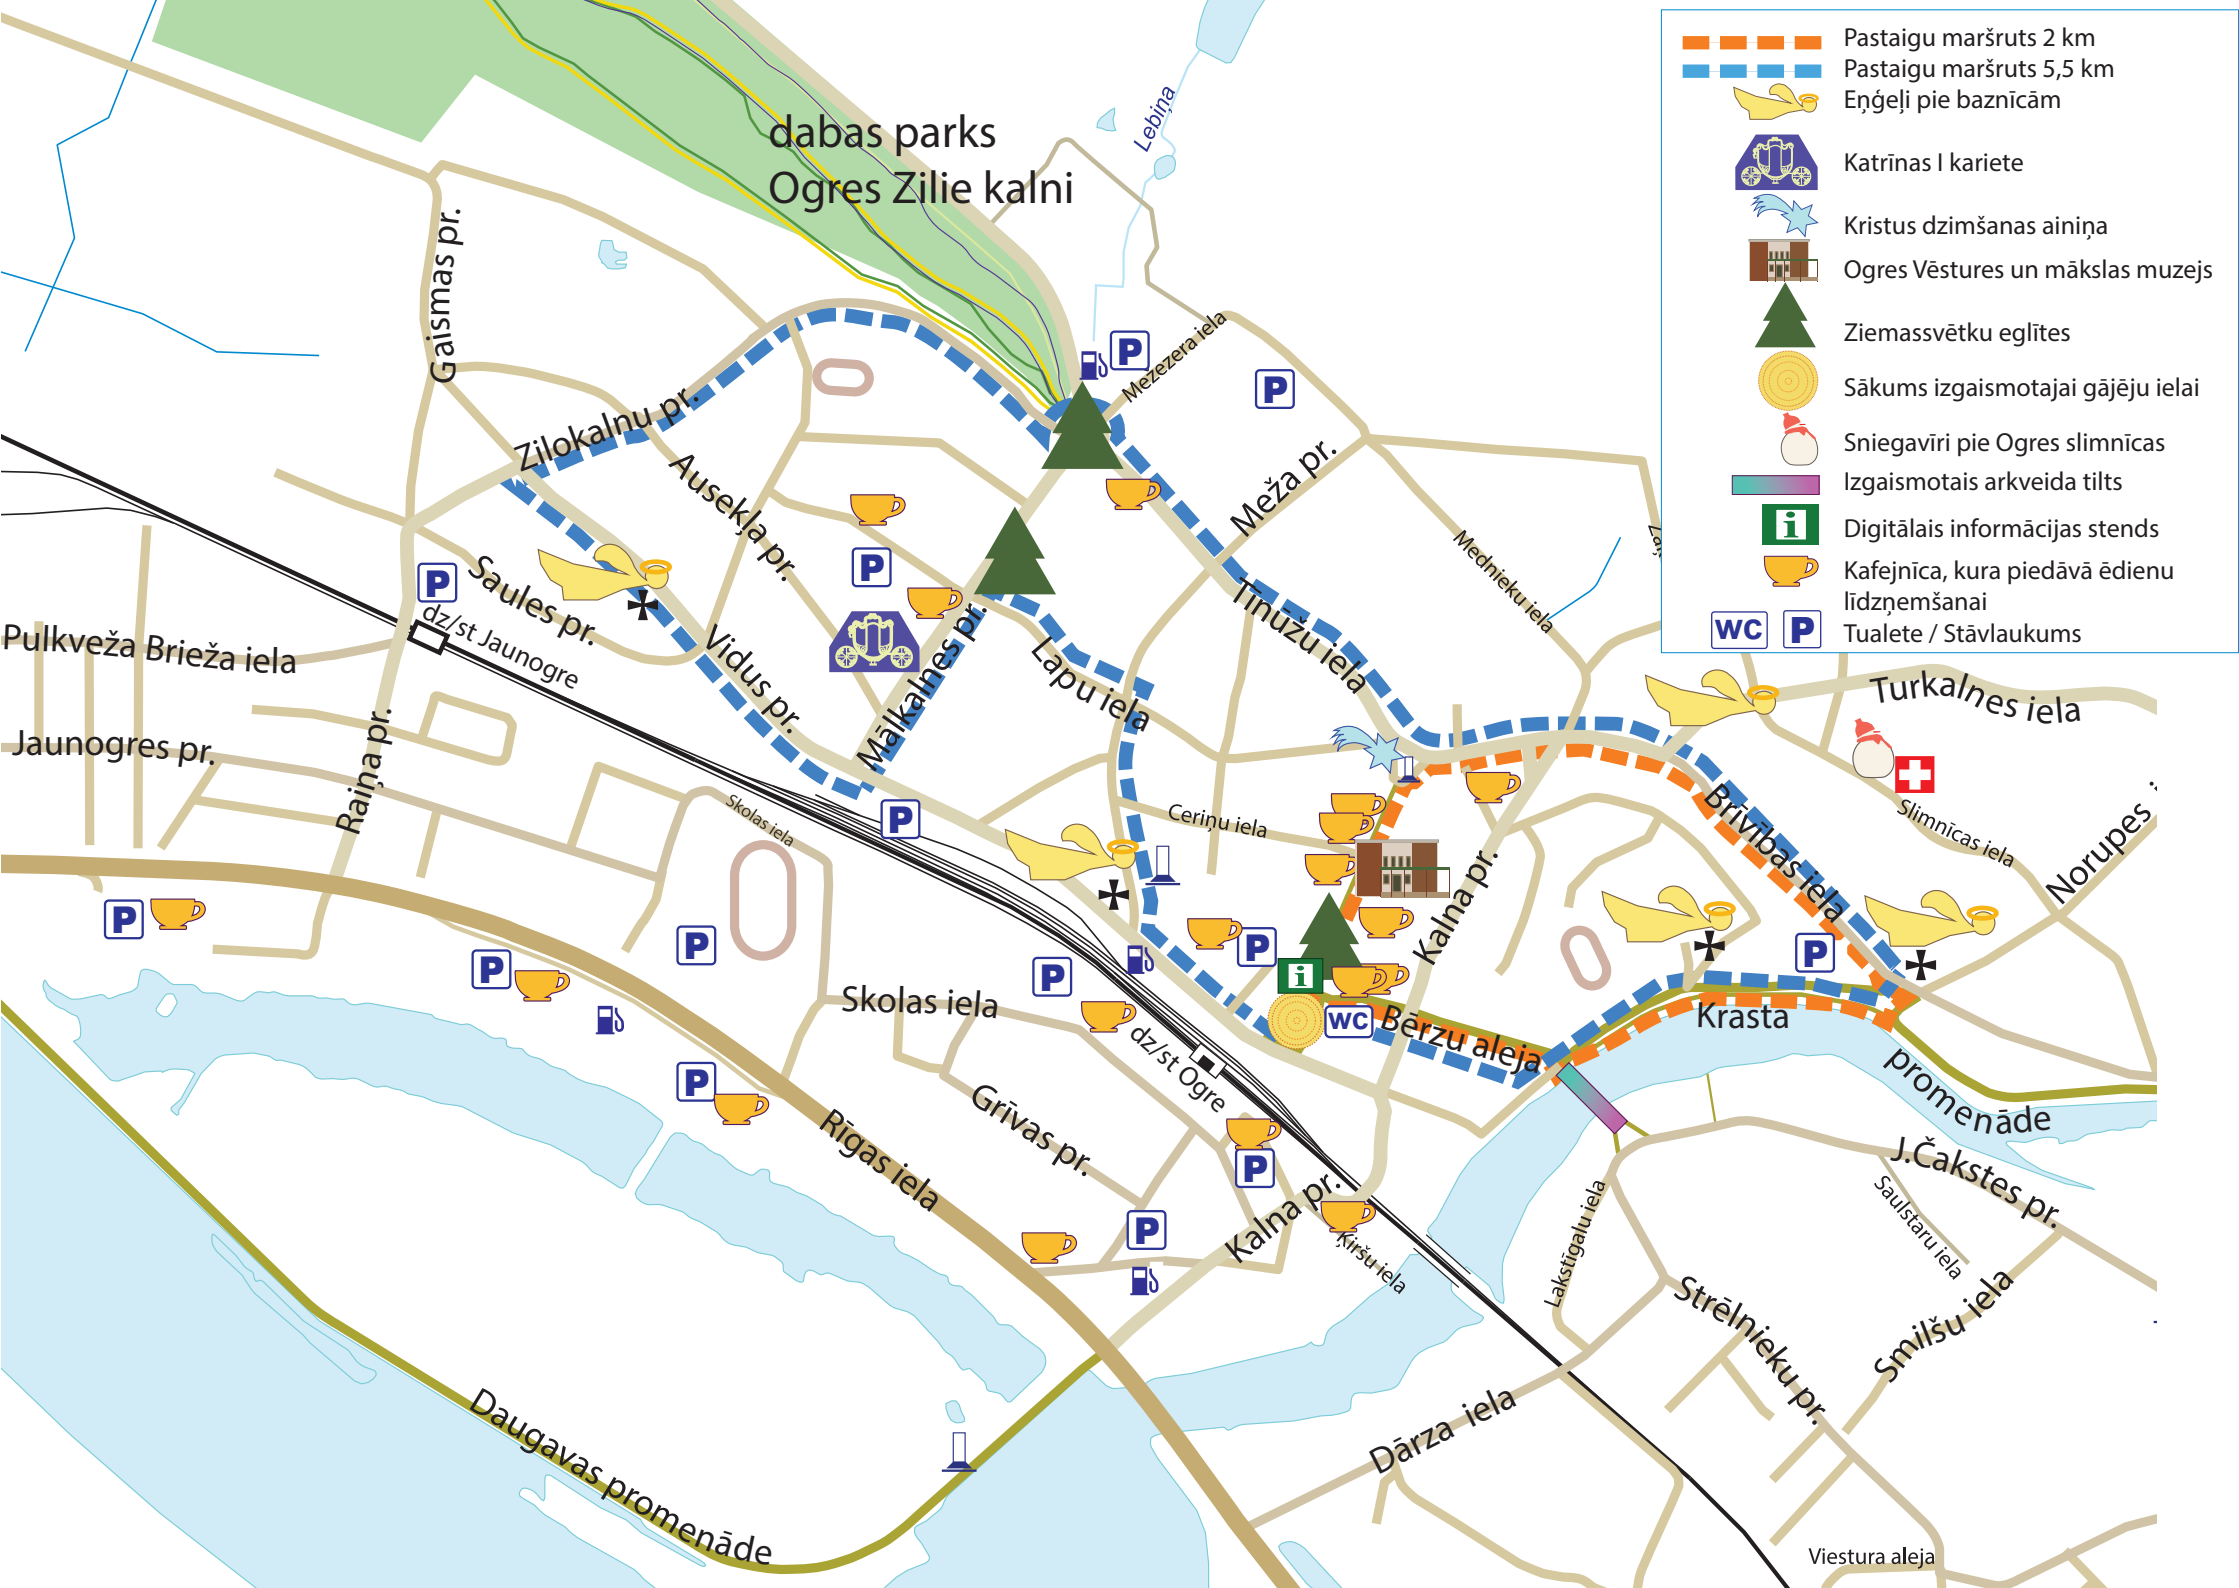 Pastaigu maršruts 2 km
Pastaigu maršruts 5,5 km
Eņģeļi pie baznīcām
Katrīnas I kariete
Kristus dzimšanas ainiņa
Ogres Vēstures un mākslas muzejs
Ziemassvētku eglītes
Sākums izgaismotajai gājēju ielai
Sniegavīri pie Ogres slimnīcas
Izgaismotais arkveida tilts
i Digitālais informācijas stends
Kafejnīca, kura piedāvā ēdienu
līdzņemšanai
WC P Tualete / Stāvlaukums
dabas parks
Ogres Zilie kalni
Lebiņa
Gaismas pr.
Mezezera iela
P
P
Zilokalnu pr.
Ausekļa pr.
Meža pr.
Mednieku iela
P
P
Saules pr.
dz/st Jaunogre
Pulkveža Brieža iela
Vidus pr.
Mālkalnes pr.
Lapu iela
Tīnūžu iela
Turkalnes iela
Jaunogres pr.
Raiņa pr.
Skolas iela
P
Ceriņu iela
Brīvības iela
Slimnīcas iela
Norupes
Kalna pr.
P
P
P
P
P
P
i
WC
Skolas iela
dz/st Ogre
Bērzu aleja
Krasta
promenāde
P
Grīvas pr.
Rīgas iela
P
P
Kalna pr.
Ķiršu iela
Lakstīgalu iela
J.Čakstes pr.
Saulstaru iela
Strēlnieku pr.
Smilšu iela
Dārza iela
Daugavas promenāde
Viestura aleja